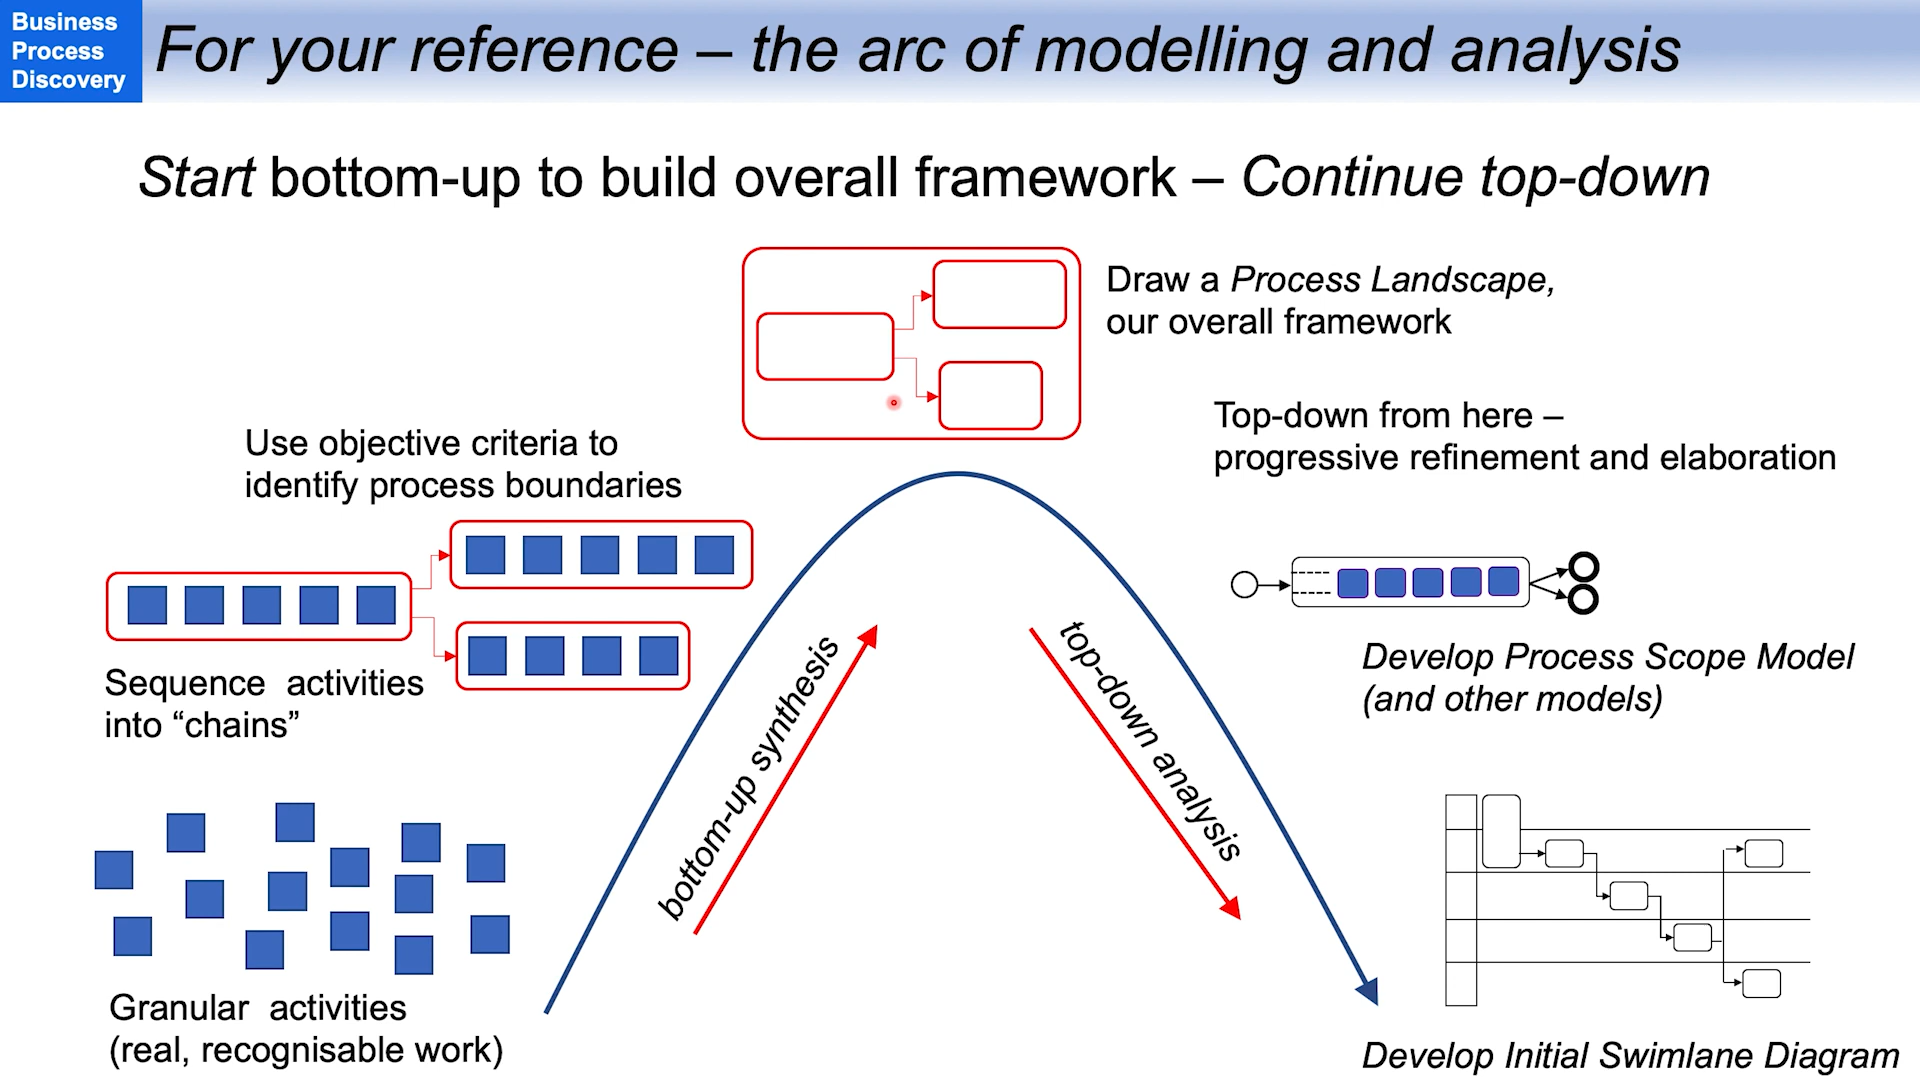 Business
Process
Discovery
For your reference – the arc of modelling and analysis
Start bottom-up to build overall framework – Continue top-down
Draw a Process Landscape,
our overall framework
Use objective criteria to
identify process boundaries
Top-down from here –
progressive refinement and elaboration
Sequence activities
into “chains”
bottom-up synthesis
top-down analysis
Develop Process Scope Model
(and other models)
Granular activities
(real, recognisable work)
Develop Initial Swimlane Diagram